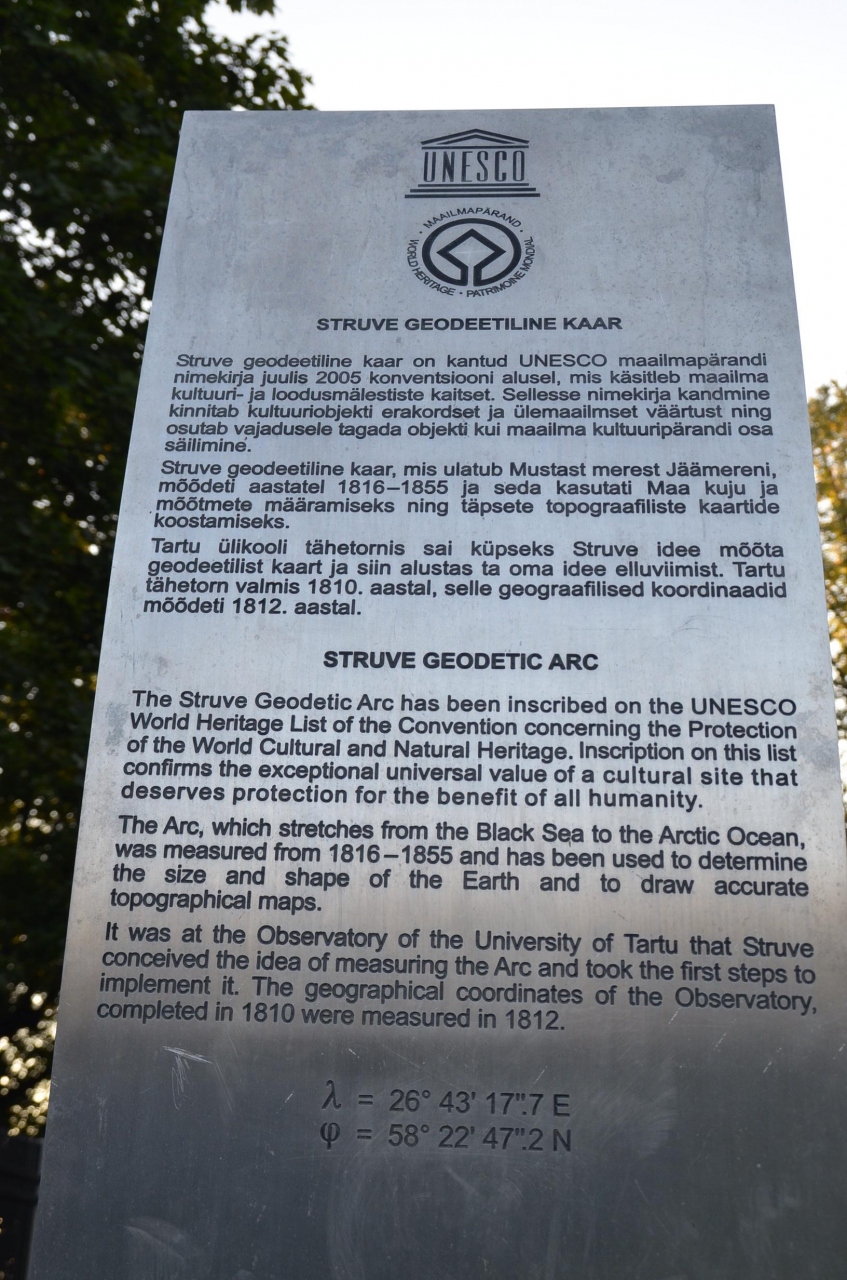 UNESCO
· MAAILMAPÄRAND ·
WORLD HERITAGE · PATRIMOINE MONDIAL
STRUVE GEODEETILINE KAAR
Struve geodeetiline kaar on kantud UNESCO maailmapärandi
nimekirja juulis 2005 konventsiooni alusel, mis käsitleb maailma
kultuuri- ja loodusmälestiste kaitset. Sellesse nimekirja kandmine
kinnitab kultuuriobjekti erakordset ja ülemaailmset väärtust ning
osutab vajadusele tagada objekti kui maailma kultuuripärandi osa
säilimine.
Struve geodeetiline kaar, mis ulatub Mustast merest Jäämereni,
mõõdeti aastatel 1816–1855 ja seda kasutati Maa kuju ja
mõõtmete määramiseks ning täpsete topograafiliste kaartide
koostamiseks.
Tartu ülikooli tähetornis sai küpseks Struve idee mõõta
geodeetilist kaart ja siin alustas ta oma idee elluviimist. Tartu
tähetorn valmis 1810. aastal, selle geograafilised koordinaadid
mõõdeti 1812. aastal.
STRUVE GEODETIC ARC
The Struve Geodetic Arc has been inscribed on the UNESCO
World Heritage List of the Convention concerning the Protection
of the World Cultural and Natural Heritage. Inscription on this list
confirms the exceptional universal value of a cultural site that
deserves protection for the benefit of all humanity.
The Arc, which stretches from the Black Sea to the Arctic Ocean,
was measured from 1816–1855 and has been used to determine
the size and shape of the Earth and to draw accurate
topographical maps.
It was at the Observatory of the University of Tartu that Struve
conceived the idea of measuring the Arc and took the first steps to
implement it. The geographical coordinates of the Observatory,
completed in 1810 were measured in 1812.
λ = 26° 43' 17".7 E
φ = 58° 22' 47".2 N